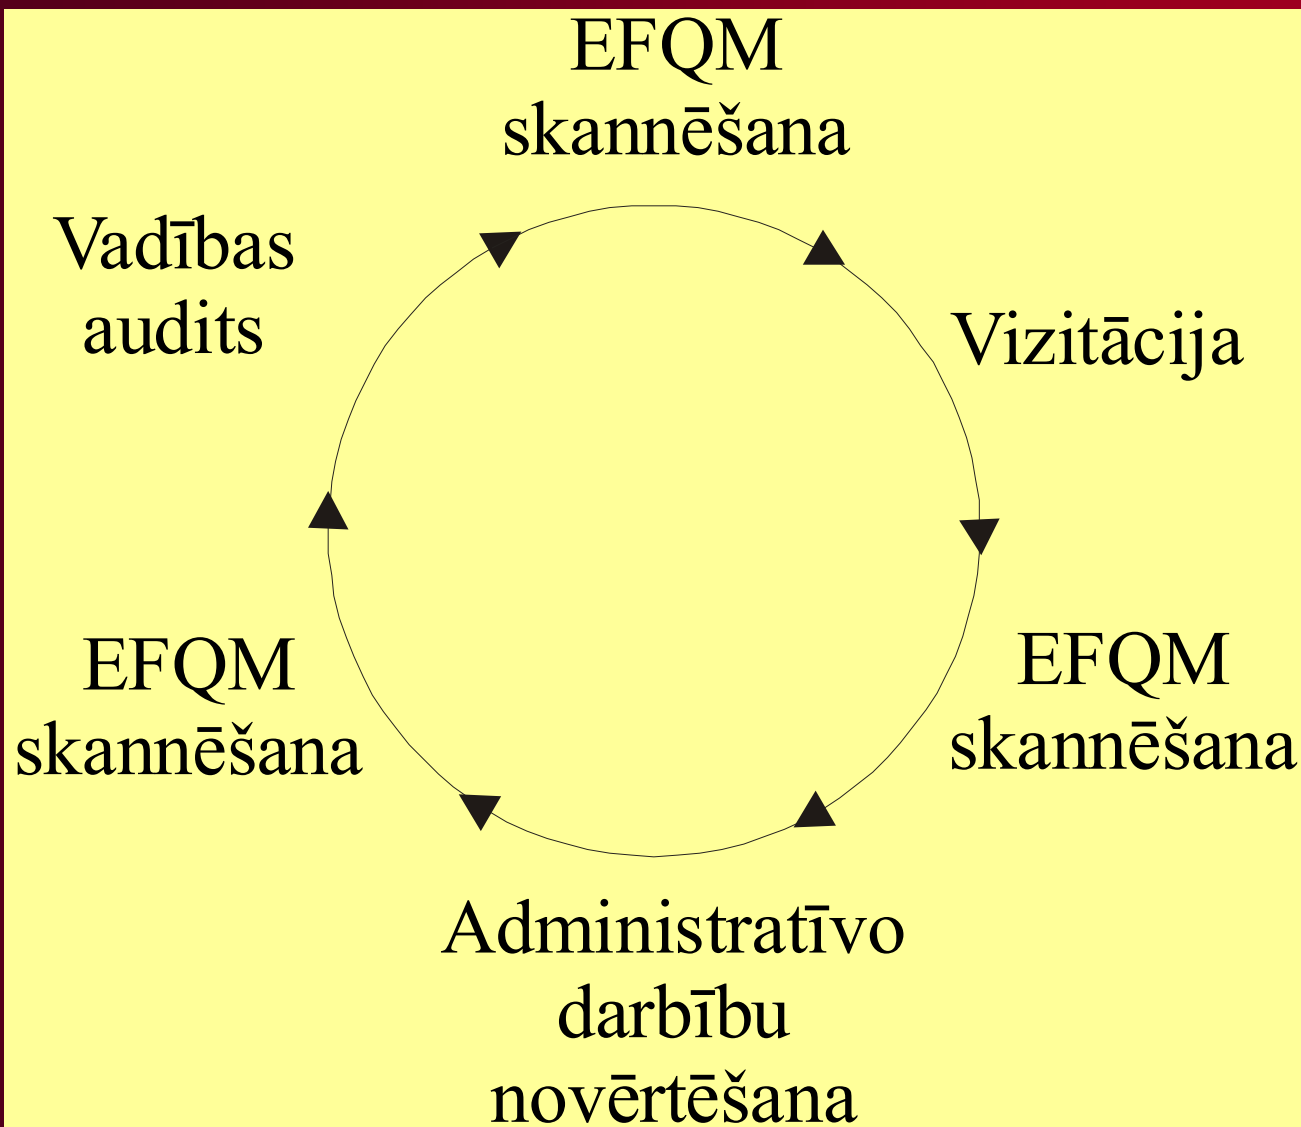 EFQM
skannēšana
Vadības
audits
Vizitācija
EFQM
skannēšana
EFQM
skannēšana
Administratīvo
darbību
novērtēšana